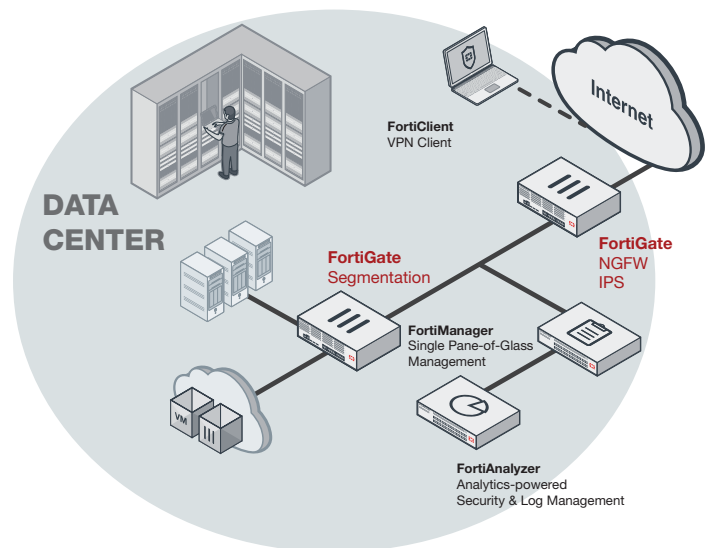 Internet
FortiClient
VPN Client
DATA
CENTER
FortiGate
NGFW
IPS
FortiGate
Segmentation
FortiManager
Single Pane-of-Glass
Management
VM
FortiAnalyzer
Analytics-powered
Security & Log Management